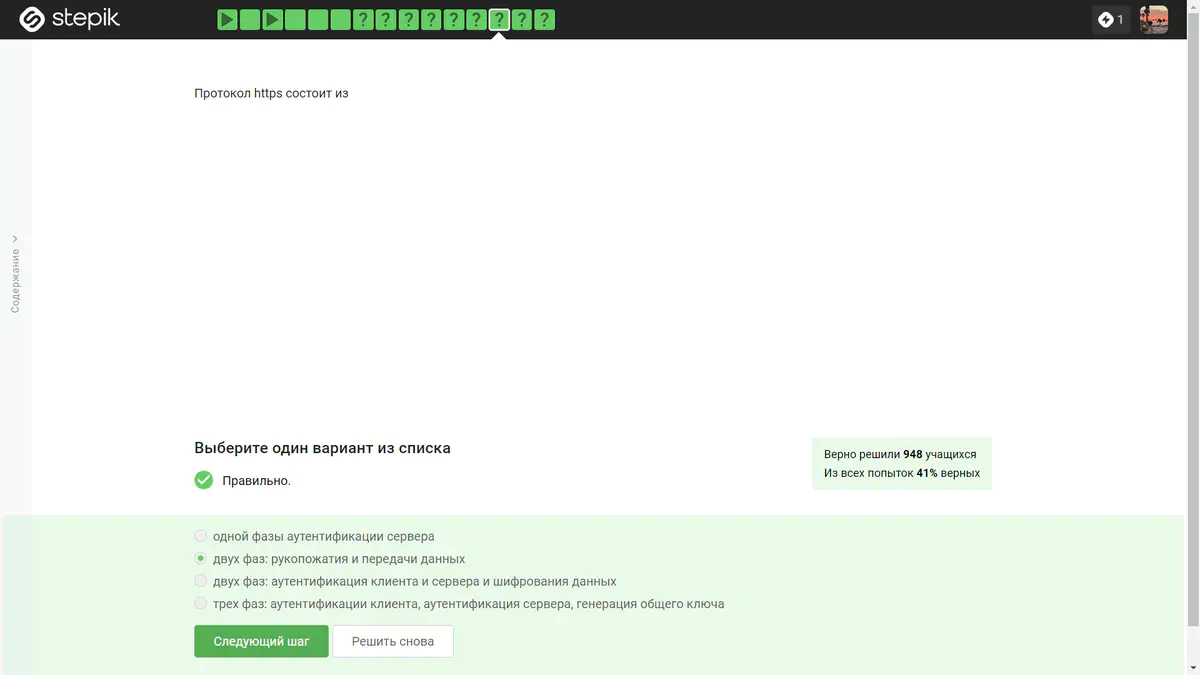 stepik
? ? ? ? ? ? ? ? ?
1
Содержание
Протокол https состоит из
Выберите один вариант из списка
Правильно.
Верно решили 948 учащихся
Из всех попыток 41% верных
одной фазы аутентификации сервера
двух фаз: рукопожатия и передачи данных
двух фаз: аутентификация клиента и сервера и шифрования данных
трех фаз: аутентификации клиента, аутентификация сервера, генерация общего ключа
Следующий шаг
Решить снова